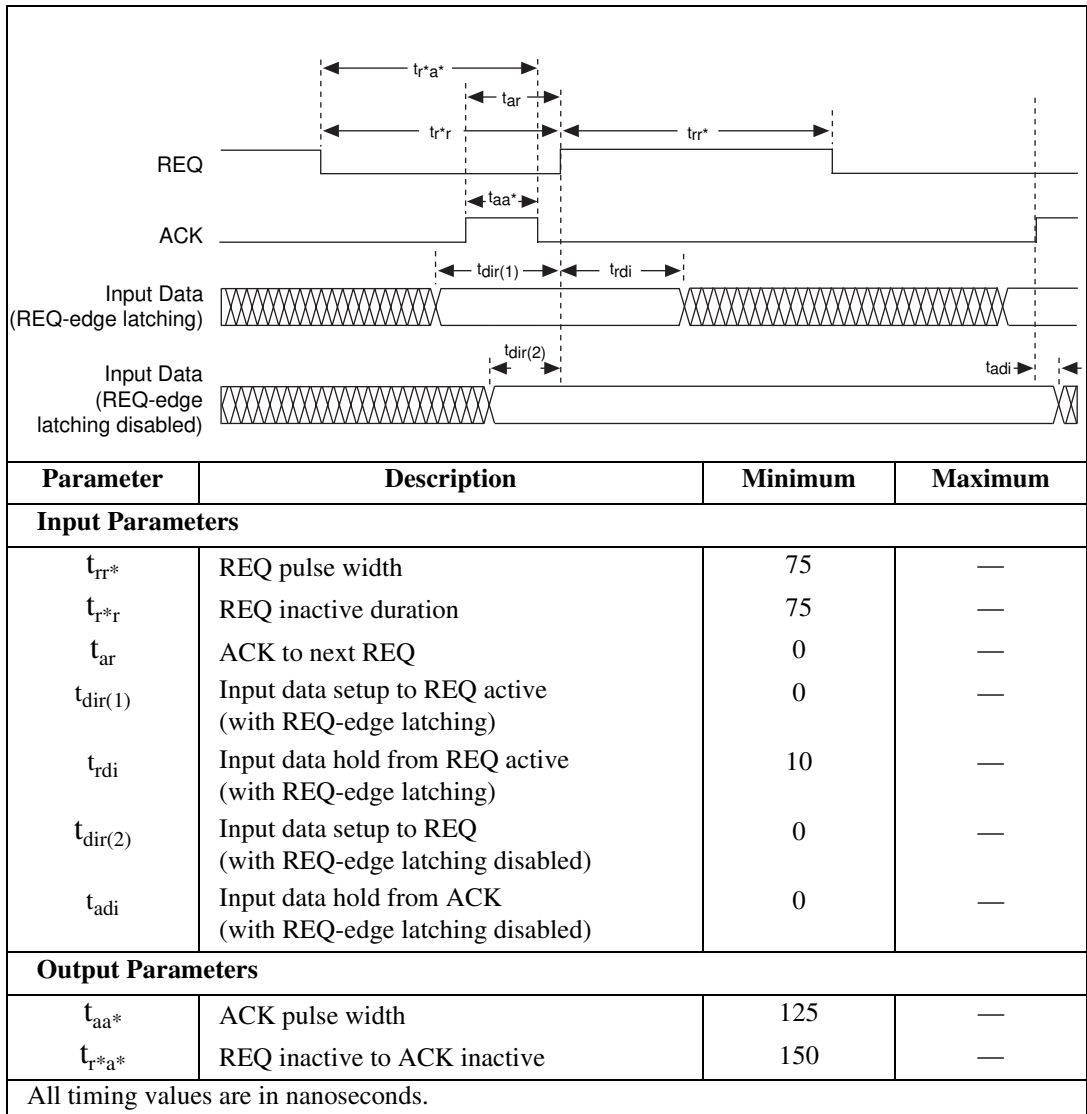 tr*a*
tar
tr*r
trr*
REQ
taa*
ACK
tdir(1)
trdi
Input Data
(REQ-edge latching)
tdir(2)
tadi
Input Data
(REQ-edge
latching disabled)
Parameter Description Minimum Maximum
Input Parameters
trr* REQ pulse width 75 —
tr*r REQ inactive duration 75 —
tar ACK to next REQ 0 —
tdir(1) Input data setup to REQ active 0 —
(with REQ-edge latching)
trdi Input data hold from REQ active 10 —
(with REQ-edge latching)
tdir(2) Input data setup to REQ 0 —
(with REQ-edge latching disabled)
tadi Input data hold from ACK 0 —
(with REQ-edge latching disabled)
Output Parameters
taa* ACK pulse width 125 —
tr*a* REQ inactive to ACK inactive 150 —
All timing values are in nanoseconds.